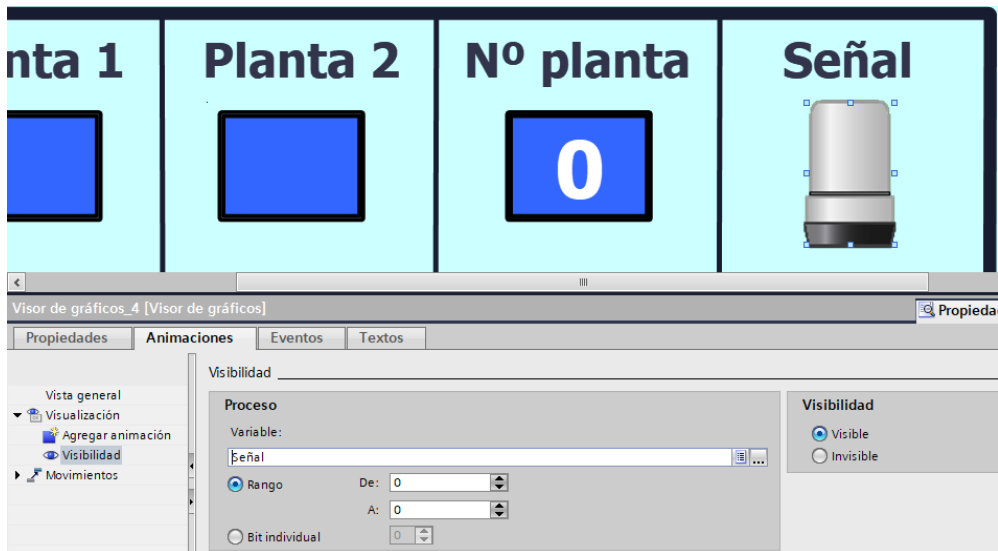 nta 1
Planta 2
Nº planta
Señal
0
Visor de gráficos_4 [Visor de gráficos]
Propieda
Propiedades
Animaciones
Eventos
Textos
Visibilidad
Vista general
Visualización
Agregar animación
Visibilidad
Movimientos
Proceso
Variable:
Señal
...
Rango
De: 0
A: 0
Bit individual
0
Visibilidad
Visible
Invisible